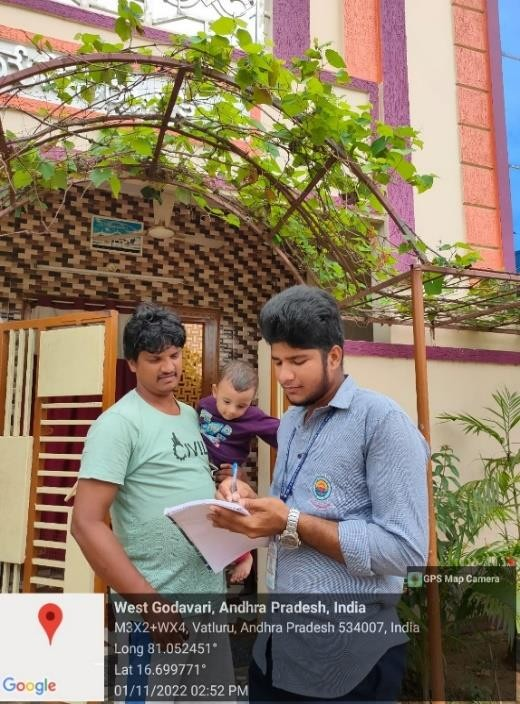 CIVIL
GPS Map Camera
West Godavari, Andhra Pradesh, India
M3X2+WX4, Vatluru, Andhra Pradesh 534007, India
Long 81.052451°
Lat 16.699771°
01/11/2022 02:52 PM
Google